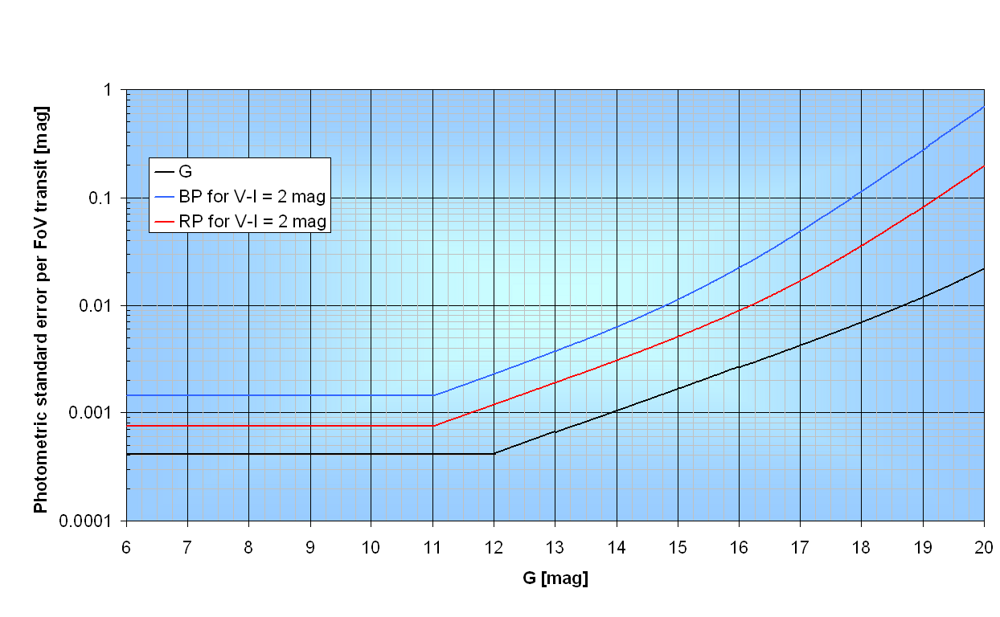 Photometric standard error per FoV transit [mag]
1
0.1
0.01
0.001
0.0001
G
BP for V-I = 2 mag
RP for V-I = 2 mag
6 7 8 9 10 11 12 13 14 15 16 17 18 19 20
G [mag]